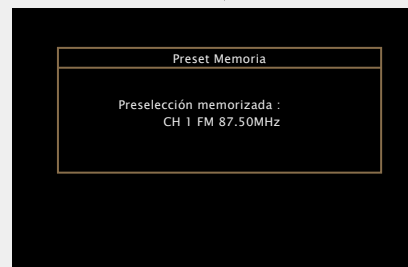 Preset Memoria
Preselección memorizada :
CH 1 FM 87.50MHz